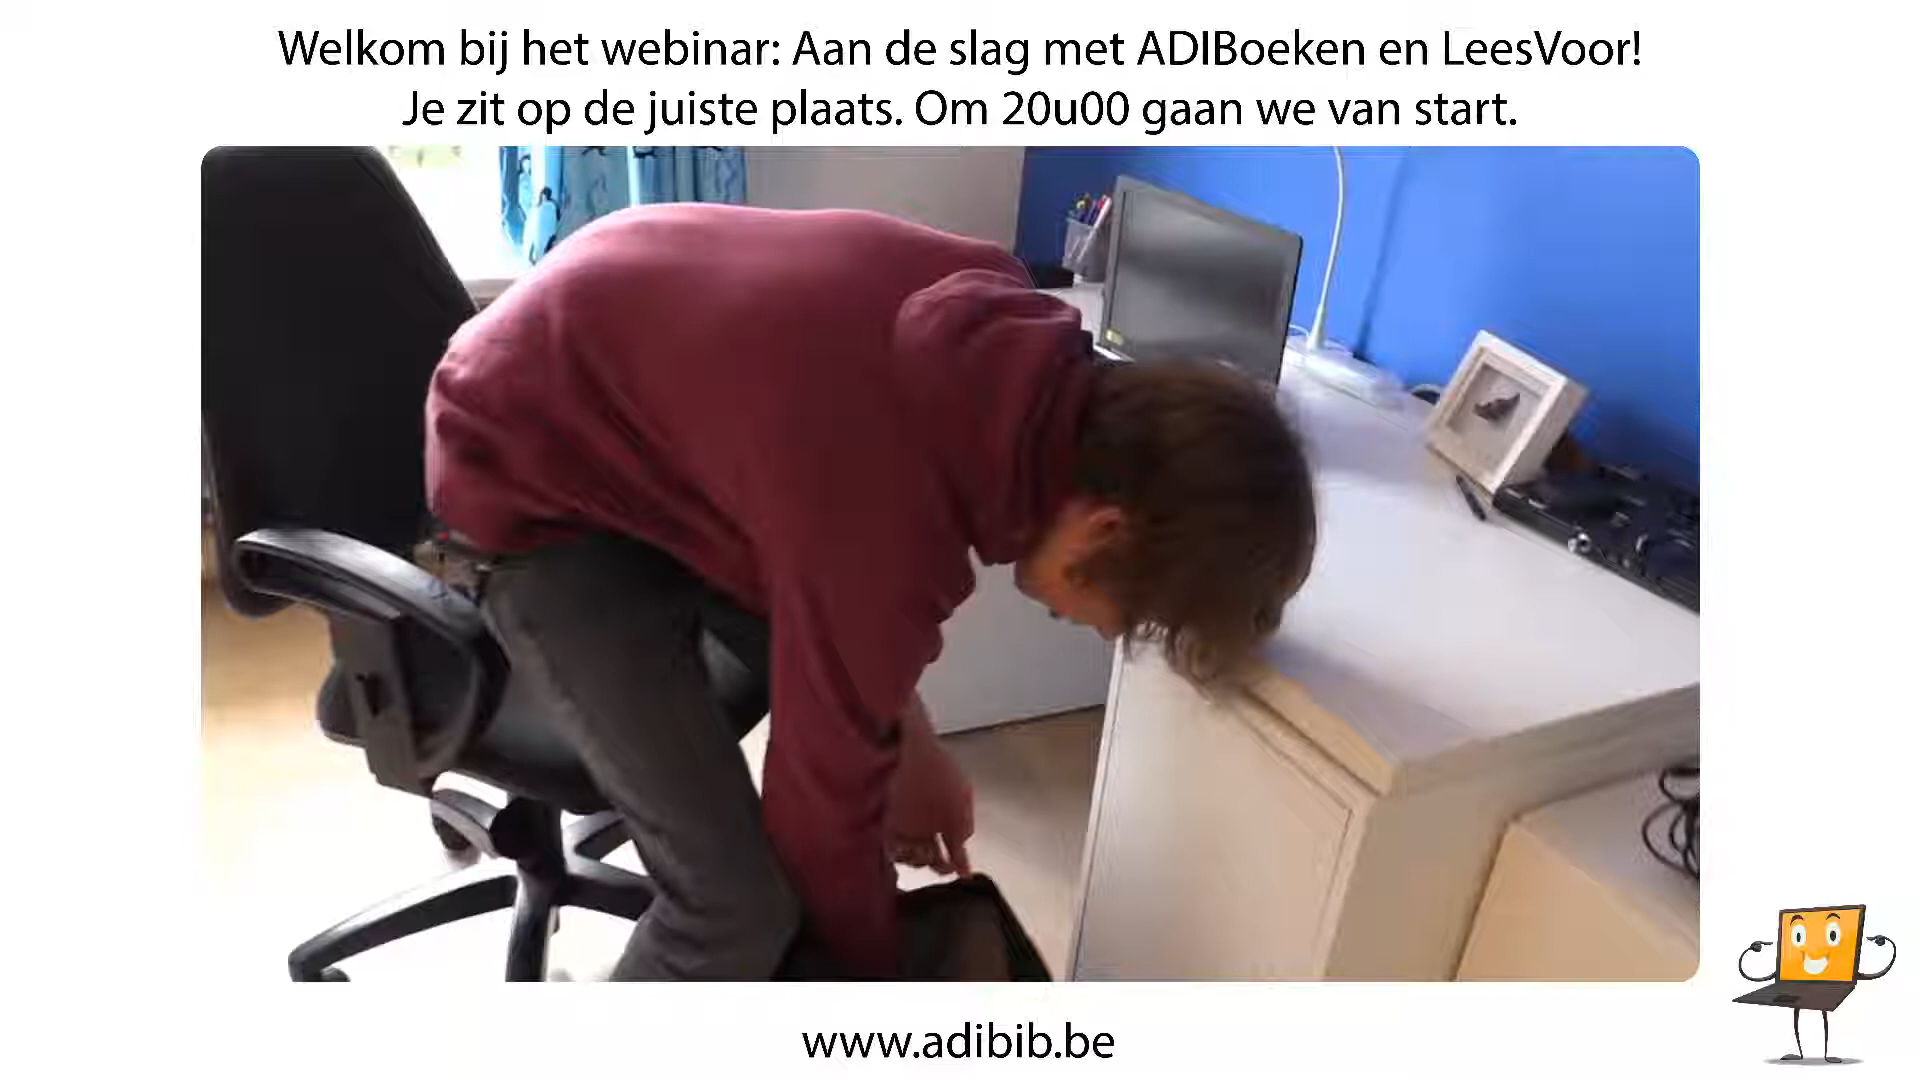 Welkom bij het webinar: Aan de slag met ADIBoeken en LeesVoor!
Je zit op de juiste plaats. Om 20u00 gaan we van start.
www.adibib.be